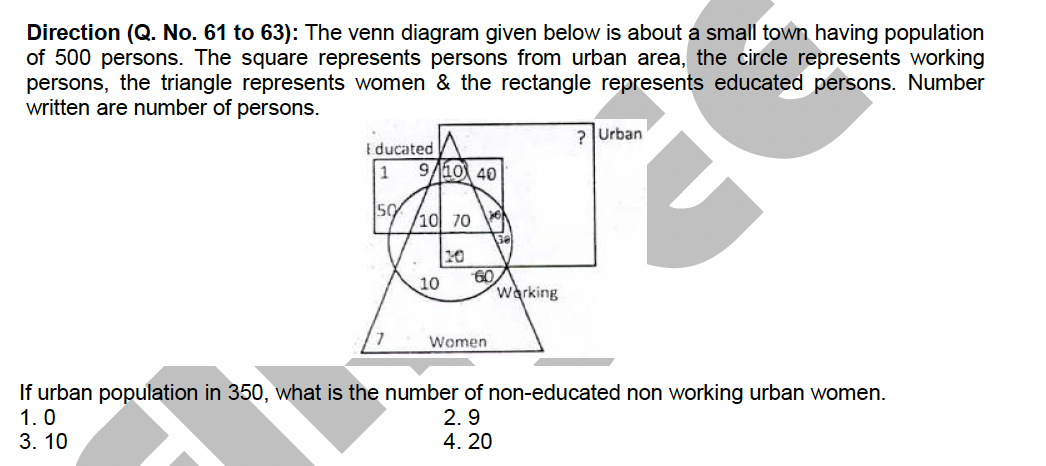 Direction (Q. No. 61 to 63): The venn diagram given below is about a small town having population
of 500 persons. The square represents persons from urban area, the circle represents working
persons, the triangle represents women & the rectangle represents educated persons. Number
written are number of persons.
? Urban
Educated
1 9 10 40
50 10 70
10 60
Working
7 Women
If urban population in 350, what is the number of non-educated non working urban women.
1. 0 2. 9
3. 10 4. 20